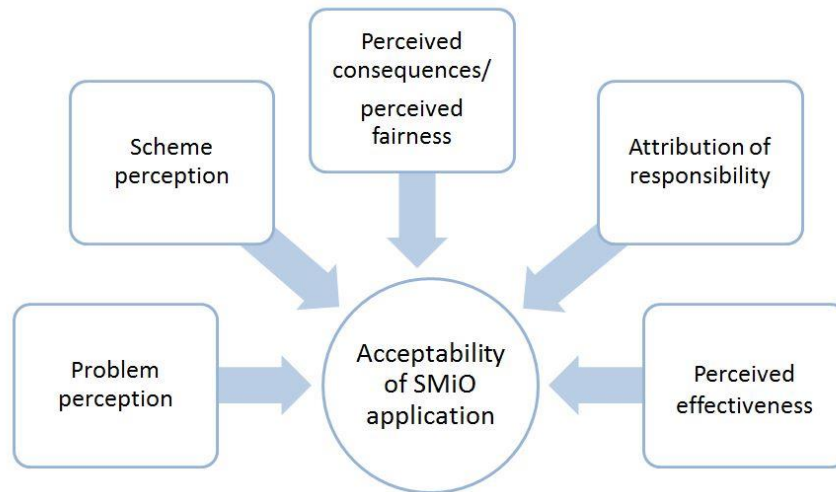 Perceived
consequences/
perceived
fairness
Scheme
perception
Attribution of
responsibility
Problem
perception
Acceptability
of SMiO
application
Perceived
effectiveness